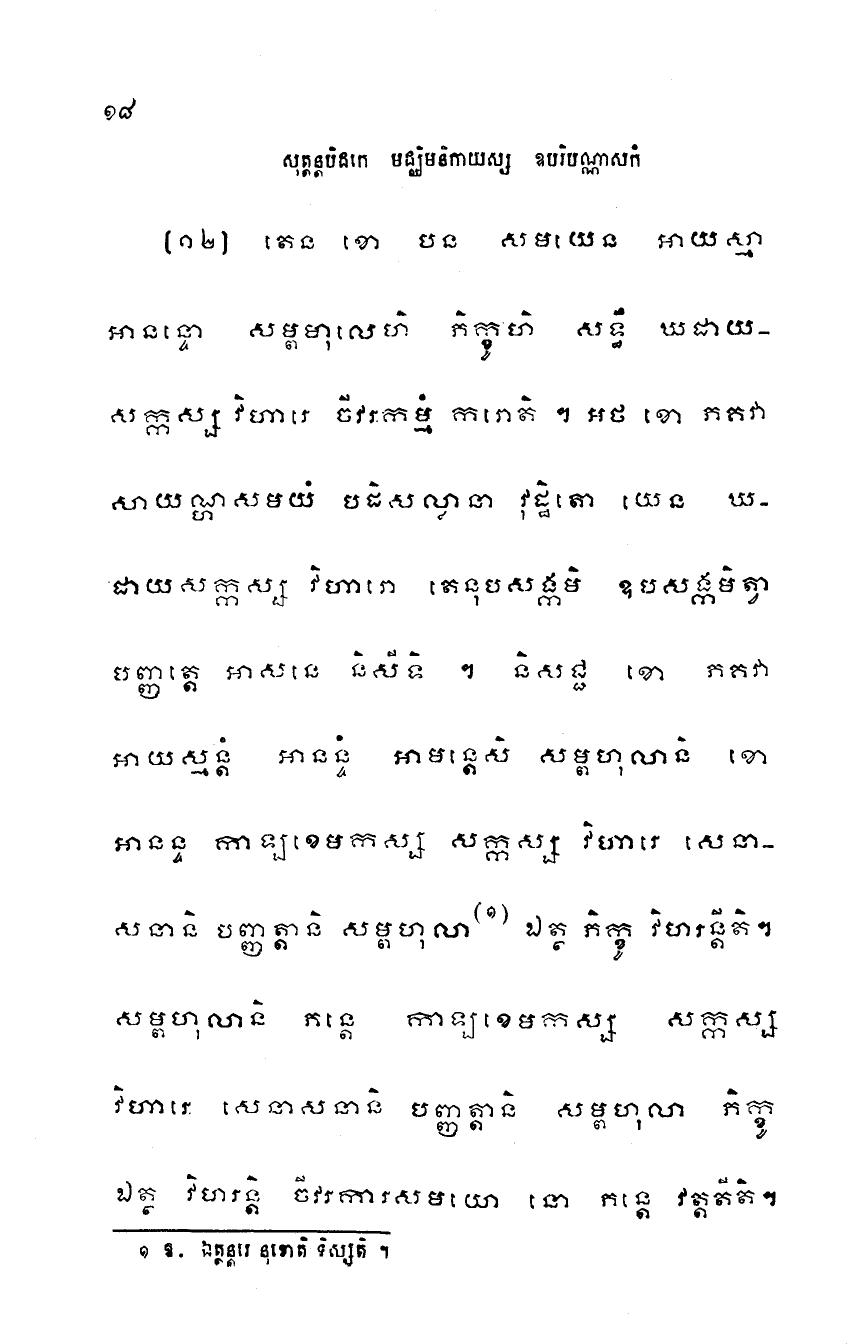 ១៨
សុត្តន្តបិដកេ មជ្ឈិមនិកាយស្ស ឧបរិបណ្ណាសកំ
(១២) តេន ខោ បន សមយេន អាយស្មា
អានន្ទោ សម្ពហុលេហិ ភិក្ខូហិ សទ្ធឹ ឃដាយ-
សក្កស្ស វិហារេ ចីវរកម្មំ ករោតិ ។ អថ ខោ ភគវា
សាយណ្ហសមយំ បដិសល្លានា វុដ្ឋិតោ យេន ឃ-
ដាយសក្កស្ស វិហារោ តេនុបសង្កមិ ឧបសង្កមិត្វា
បញ្ញត្តេ អាសនេ និសីទិ ។ និសជ្ជ ខោ ភគវា
អាយស្មន្តំ អានន្ទំ អាមន្តេសិ សម្ពហុលានិ ខោ
អានន្ទ កាឡខេមកស្ស សក្កស្ស វិហារេ សេនា-
សនានិ បញ្ញត្តានិ សម្ពហុលា(១) ឯត្ថ ភិក្ខូ វិហរន្តីតិ។
សម្ពហុលានិ ភន្តេ កាឡខេមកស្ស សក្កស្ស
វិហារេ សេនាសនានិ បញ្ញត្តានិ សម្ពហុលា ភិក្ខូ
ឯត្ថ វិហរន្តិ ចីវរការសមយោ នោ ភន្តេ វត្តតីតិ។
១ ឱ. ឯត្ថន្តរេ នុខោតិ ទិស្សតិ ។